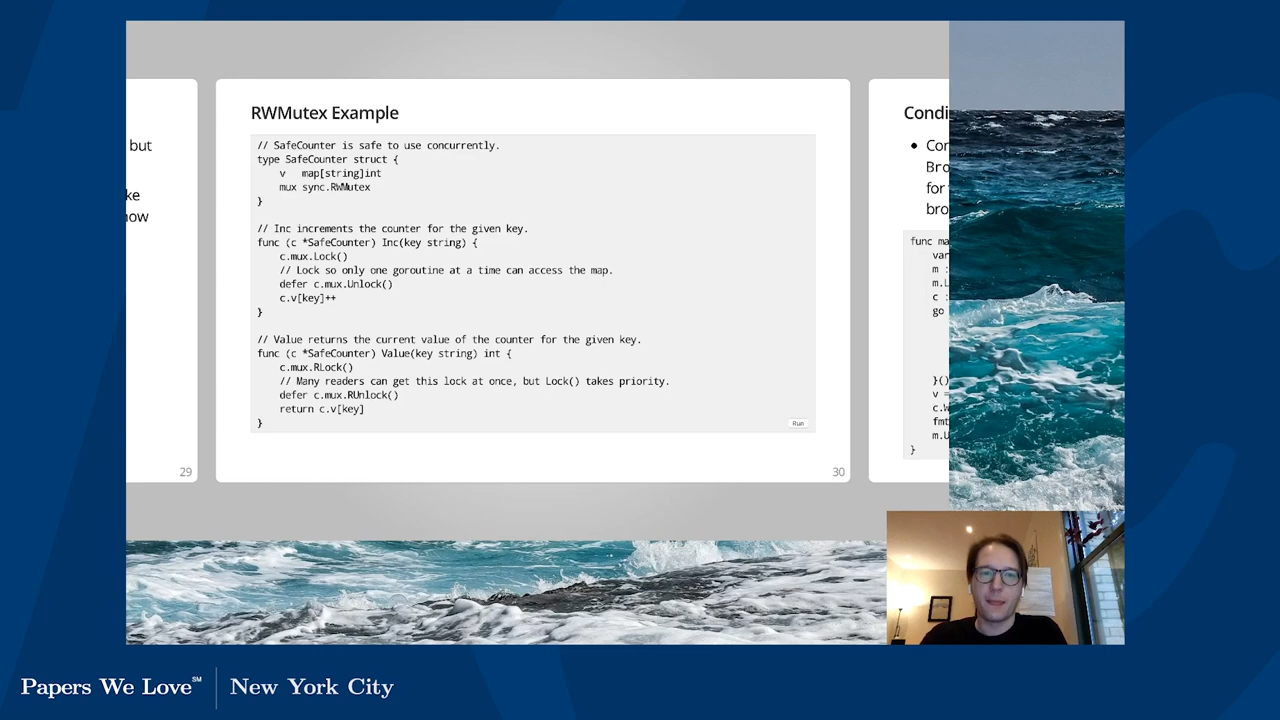 but
ke
now
29
RWMutex Example
// SafeCounter is safe to use concurrently.
type SafeCounter struct {
v map[string]int
mux sync.RWMutex
}
// Inc increments the counter for the given key.
func (c *SafeCounter) Inc(key string) {
c.mux.Lock()
// Lock so only one goroutine at a time can access the map.
defer c.mux.Unlock()
c.v[key]++
}
// Value returns the current value of the counter for the given key.
func (c *SafeCounter) Value(key string) int {
c.mux.RLock()
// Many readers can get this lock at once, but Lock() takes priority.
defer c.mux.RUnlock()
return c.v[key]
}
Run
30
Condi
Cor
Bro
for
bro
func ma
var
m :
m.L
c :
go
}()
v =
c.W
fmt
m.U
}
Papers We Love℠ | New York City